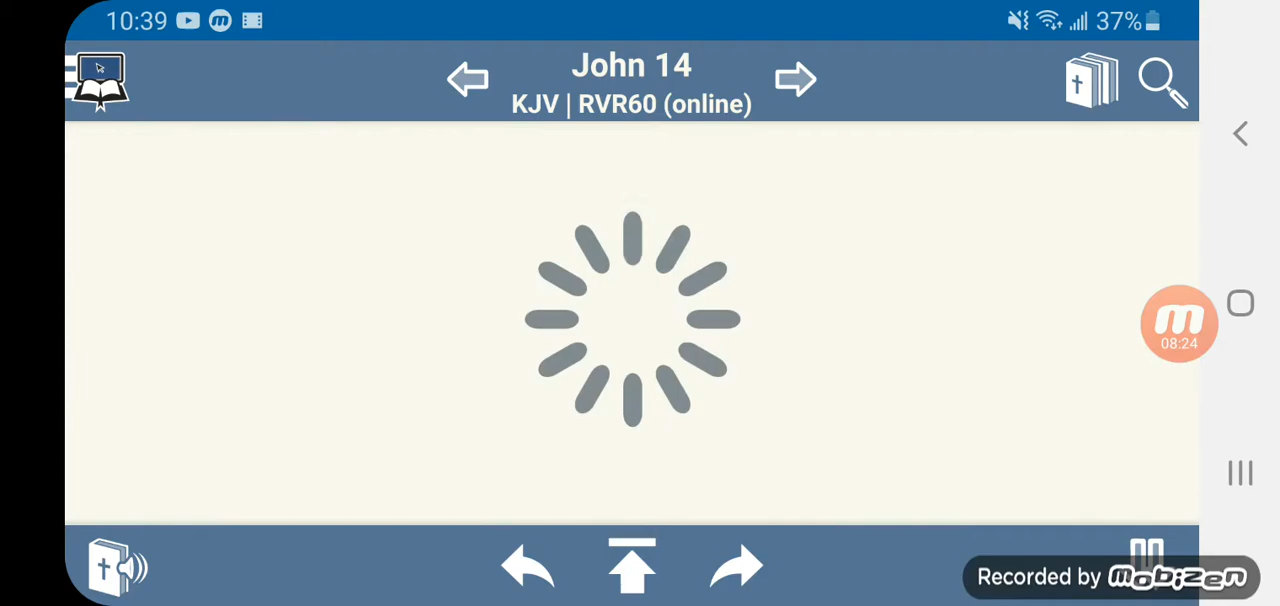 10:39
37%
John 14
KJV | RVR60 (online)
08:24
Recorded by mobizen